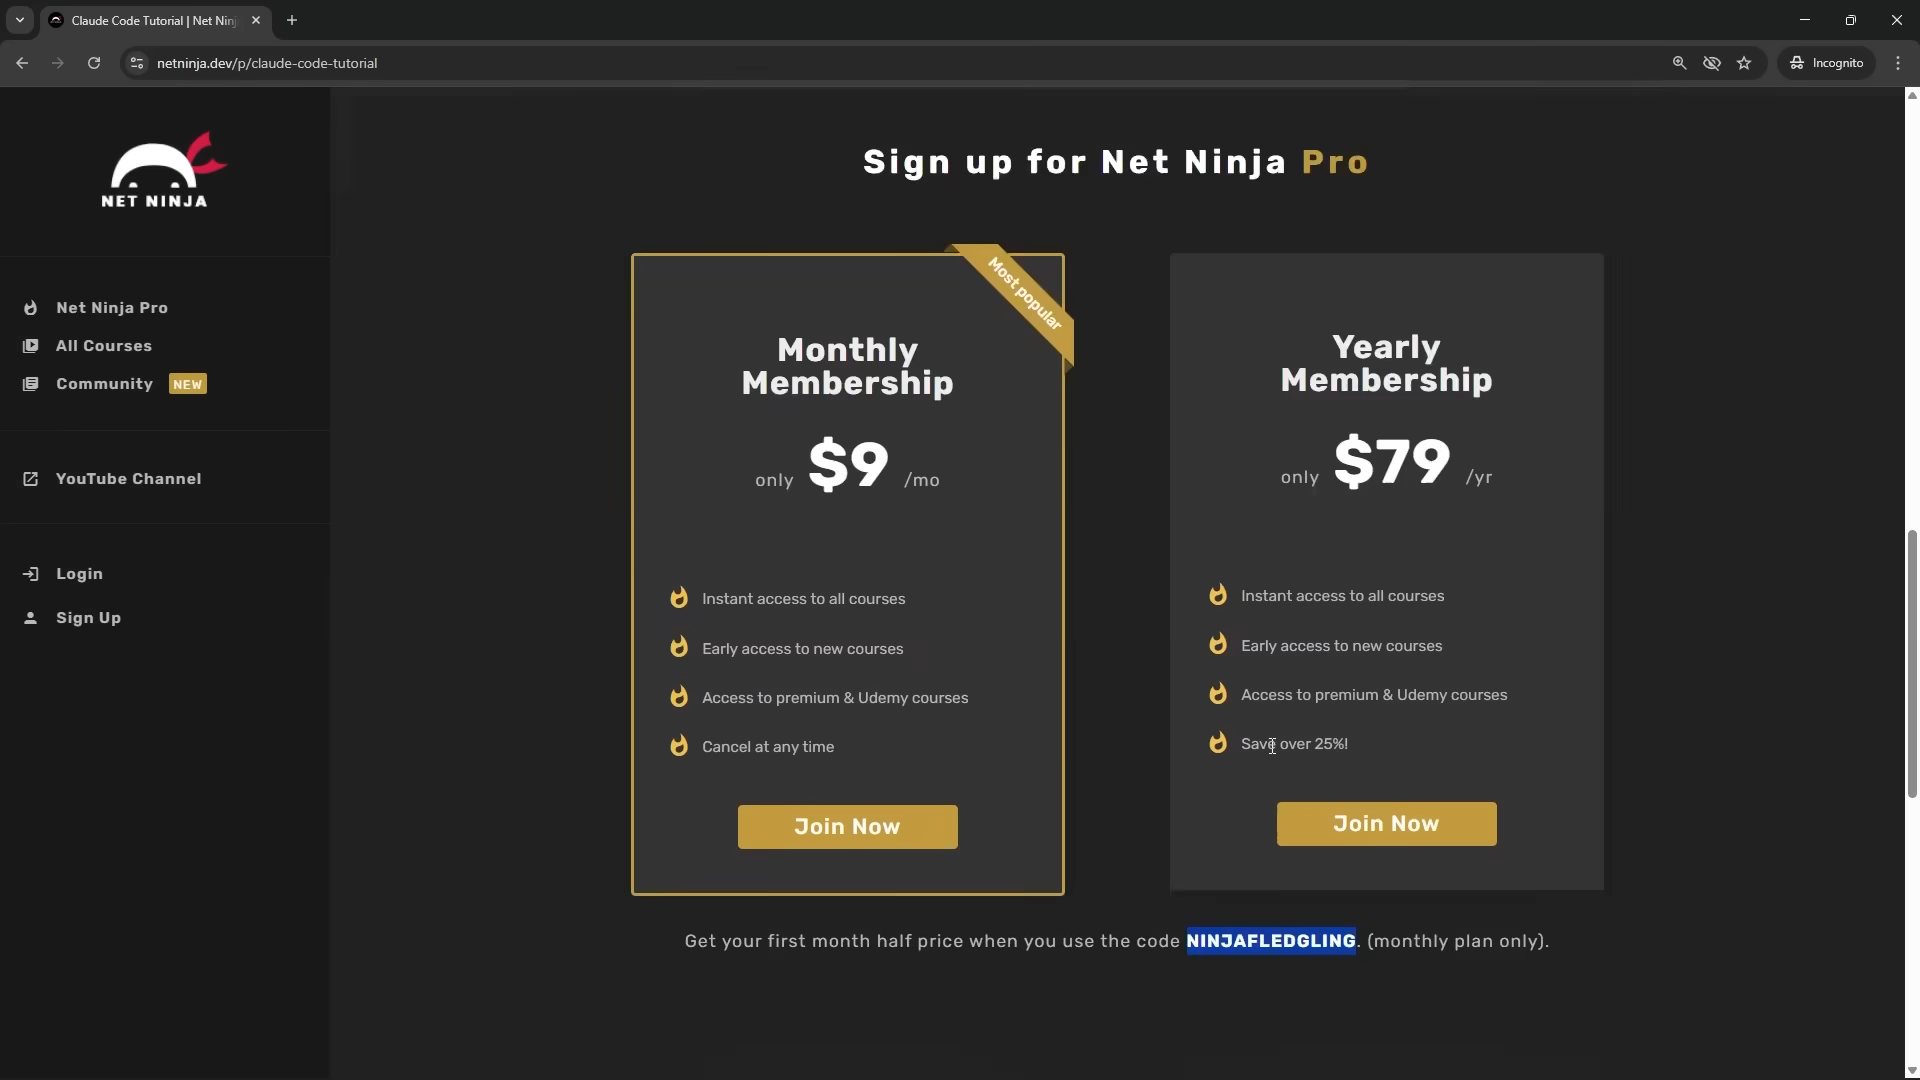 Claude Code Tutorial | Net Ninj
netninja.dev/p/claude-code-tutorial
Incognito
NET NINJA
Net Ninja Pro
All Courses
Community NEW
YouTube Channel
Login
Sign Up
Sign up for Net Ninja Pro
Most popular
Monthly
Membership
only $9 /mo
Instant access to all courses
Early access to new courses
Access to premium & Udemy courses
Cancel at any time
Join Now
Yearly
Membership
only $79 /yr
Instant access to all courses
Early access to new courses
Access to premium & Udemy courses
Save over 25%!
Join Now
Get your first month half price when you use the code NINJAFLEDGLING. (monthly plan only).